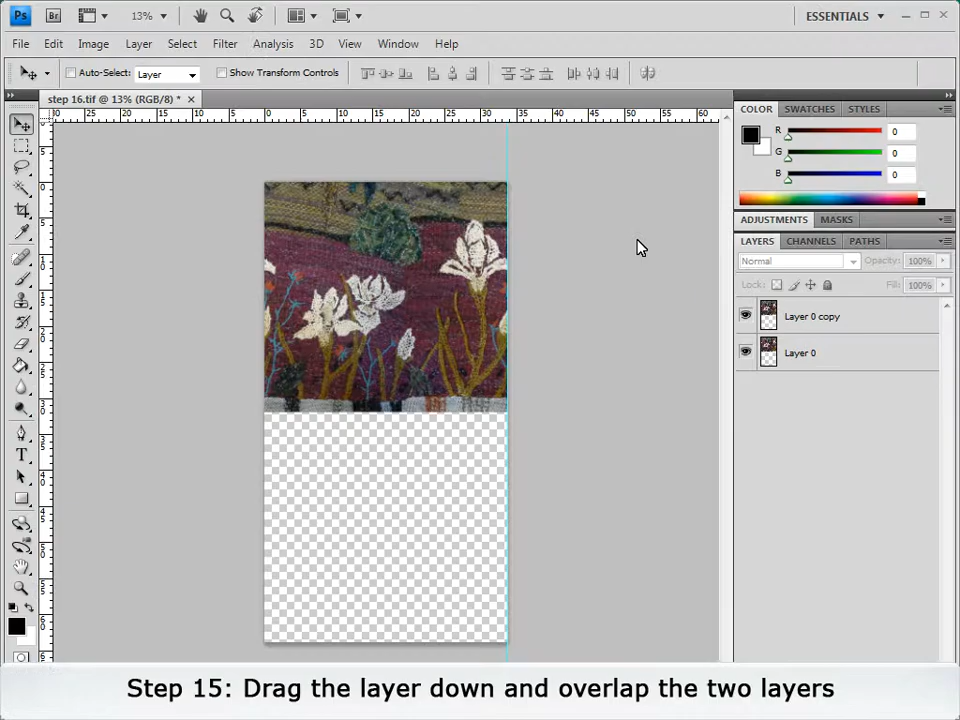 Ps Br 13% ESSENTIALS
File Edit Image Layer Select Filter Analysis 3D View Window Help
Auto-Select: Layer Show Transform Controls
step 16.tif @ 13% (RGB/8) *
COLOR SWATCHES STYLES
R 0
G 0
B 0
ADJUSTMENTS MASKS
LAYERS CHANNELS PATHS
Normal Opacity: 100%
Lock: Fill: 100%
Layer 0 copy
Layer 0
Step 15: Drag the layer down and overlap the two layers